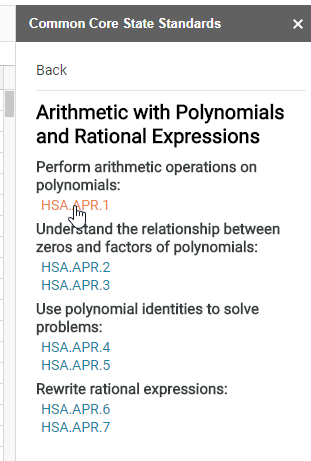 Common Core State Standards ×
Back
Arithmetic with Polynomials
and Rational Expressions
Perform arithmetic operations on
polynomials:
HSA.APR.1
Understand the relationship between
zeros and factors of polynomials:
HSA.APR.2
HSA.APR.3
Use polynomial identities to solve
problems:
HSA.APR.4
HSA.APR.5
Rewrite rational expressions:
HSA.APR.6
HSA.APR.7